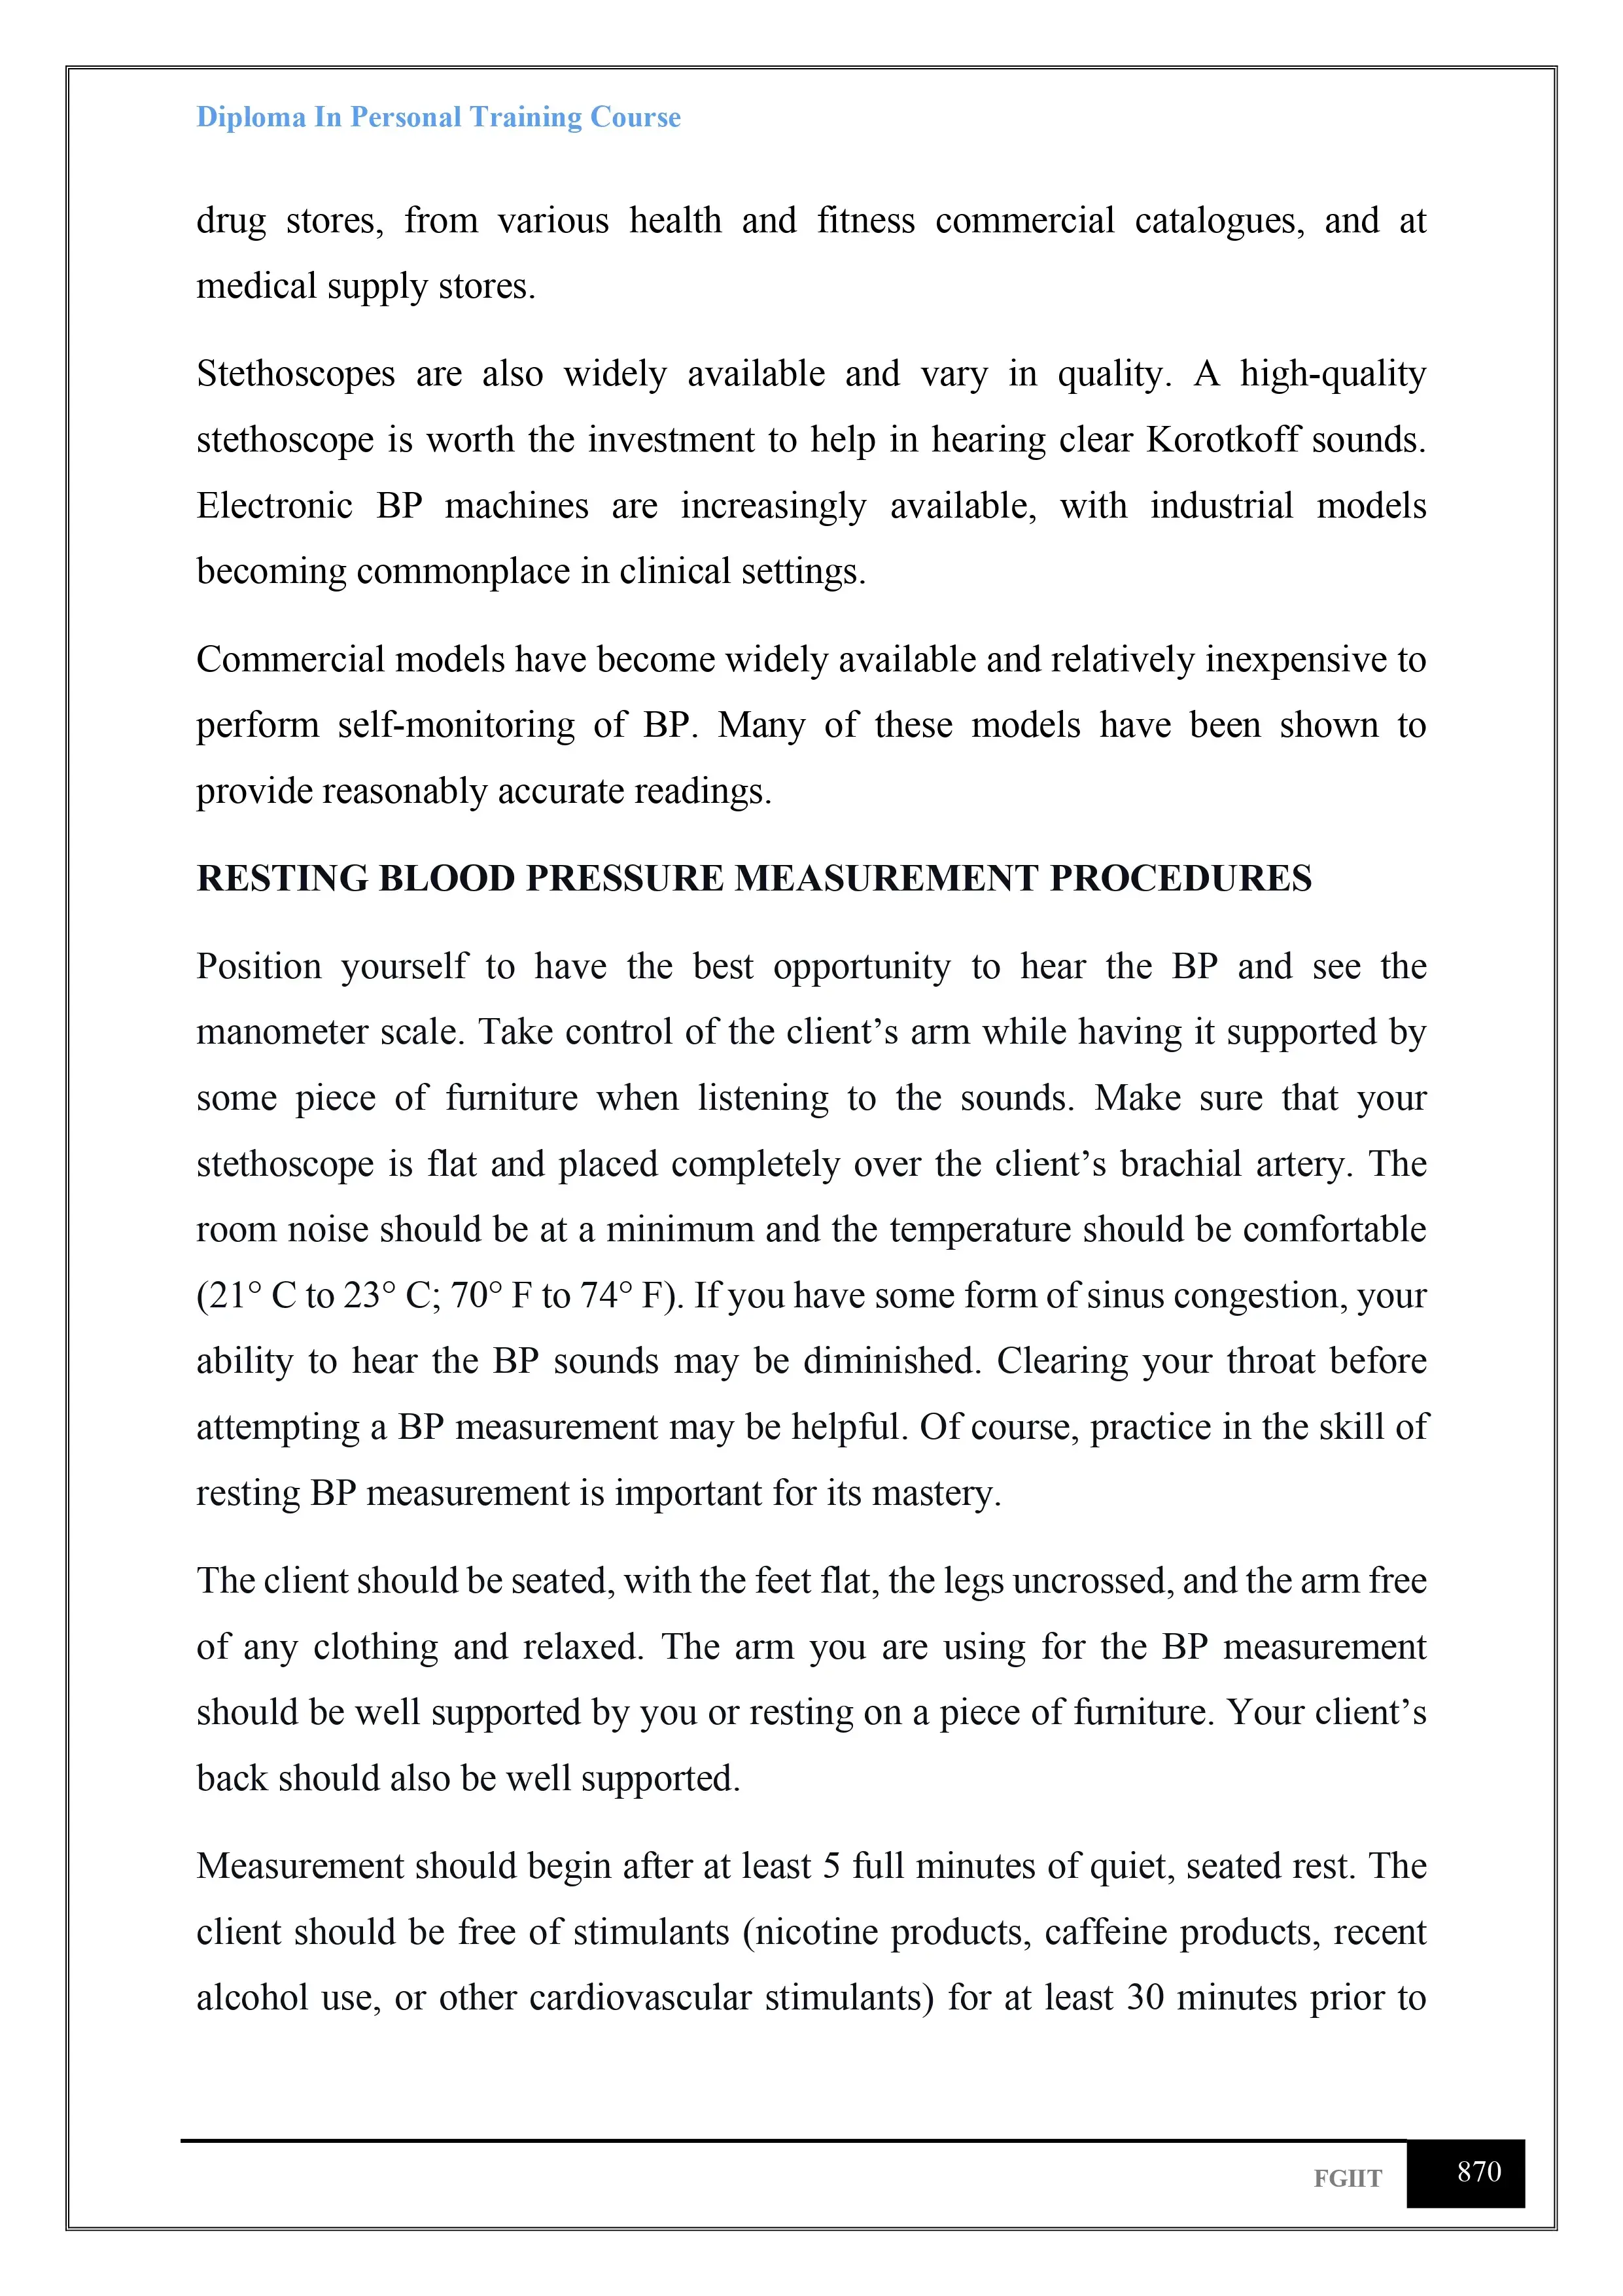 Diploma In Personal Training Course
drug stores, from various health and fitness commercial catalogues, and at
medical supply stores.
Stethoscopes are also widely available and vary in quality. A high-quality
stethoscope is worth the investment to help in hearing clear Korotkoff sounds.
Electronic BP machines are increasingly available, with industrial models
becoming commonplace in clinical settings.
Commercial models have become widely available and relatively inexpensive to
perform self-monitoring of BP. Many of these models have been shown to
provide reasonably accurate readings.
RESTING BLOOD PRESSURE MEASUREMENT PROCEDURES
Position yourself to have the best opportunity to hear the BP and see the
manometer scale. Take control of the client’s arm while having it supported by
some piece of furniture when listening to the sounds. Make sure that your
stethoscope is flat and placed completely over the client’s brachial artery. The
room noise should be at a minimum and the temperature should be comfortable
(21° C to 23° C; 70° F to 74° F). If you have some form of sinus congestion, your
ability to hear the BP sounds may be diminished. Clearing your throat before
attempting a BP measurement may be helpful. Of course, practice in the skill of
resting BP measurement is important for its mastery.
The client should be seated, with the feet flat, the legs uncrossed, and the arm free
of any clothing and relaxed. The arm you are using for the BP measurement
should be well supported by you or resting on a piece of furniture. Your client’s
back should also be well supported.
Measurement should begin after at least 5 full minutes of quiet, seated rest. The
client should be free of stimulants (nicotine products, caffeine products, recent
alcohol use, or other cardiovascular stimulants) for at least 30 minutes prior to
FGIIT 870